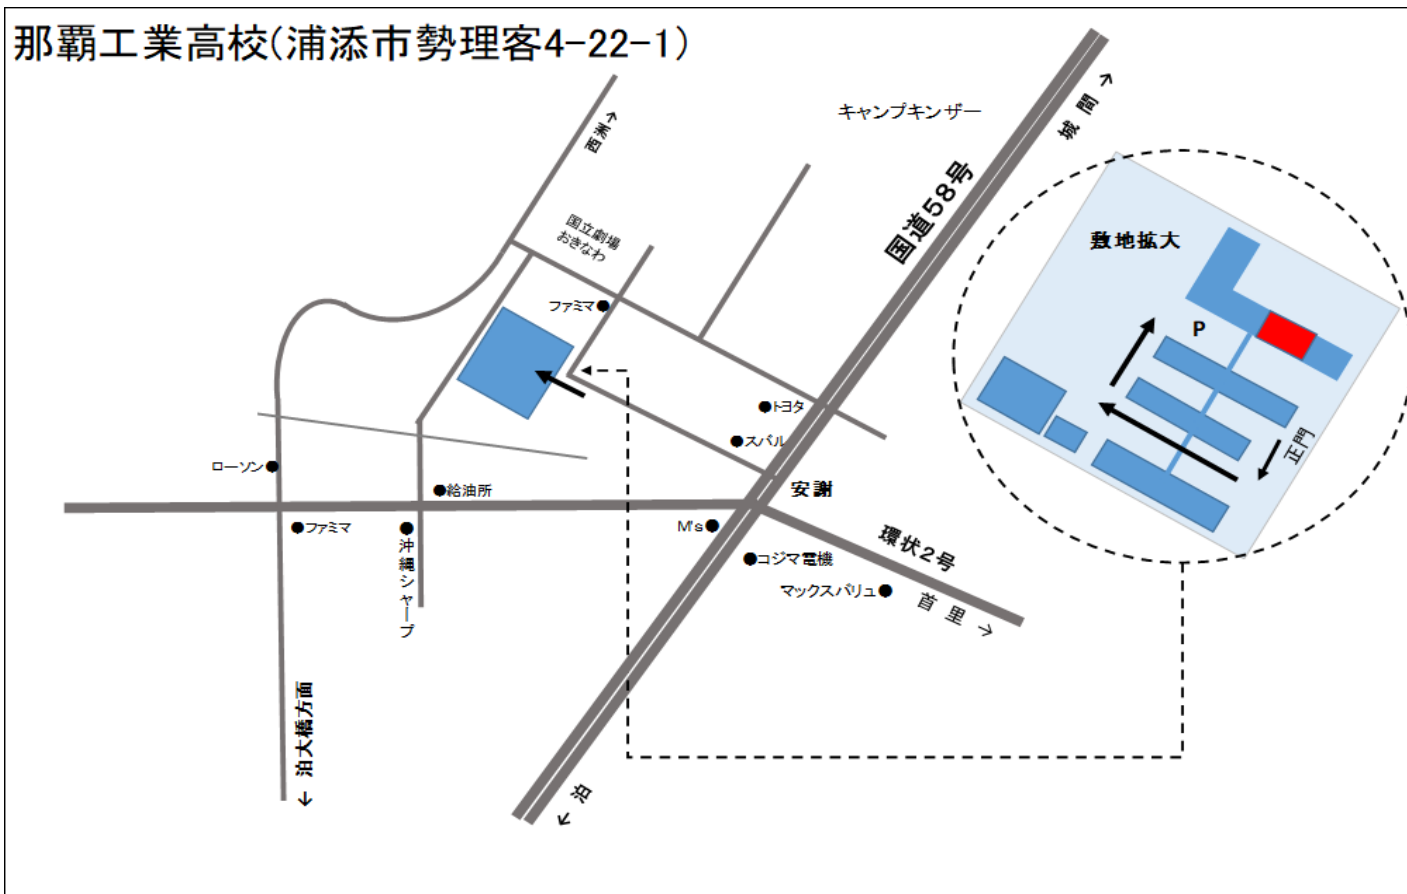 那覇工業高校(浦添市勢理客4-22-1)
キャンプキンザー
城間→
西洲→
国道58号
国立劇場
おきなわ
敷地拡大
ファミマ●
P
●トヨタ
●スバル
正門
ローソン●
●給油所
安謝
●ファミマ
●沖縄シャープ
M's●
環状2号
●コジマ電機
マックスバリュ●
首里→
←泊大橋方面
←泊